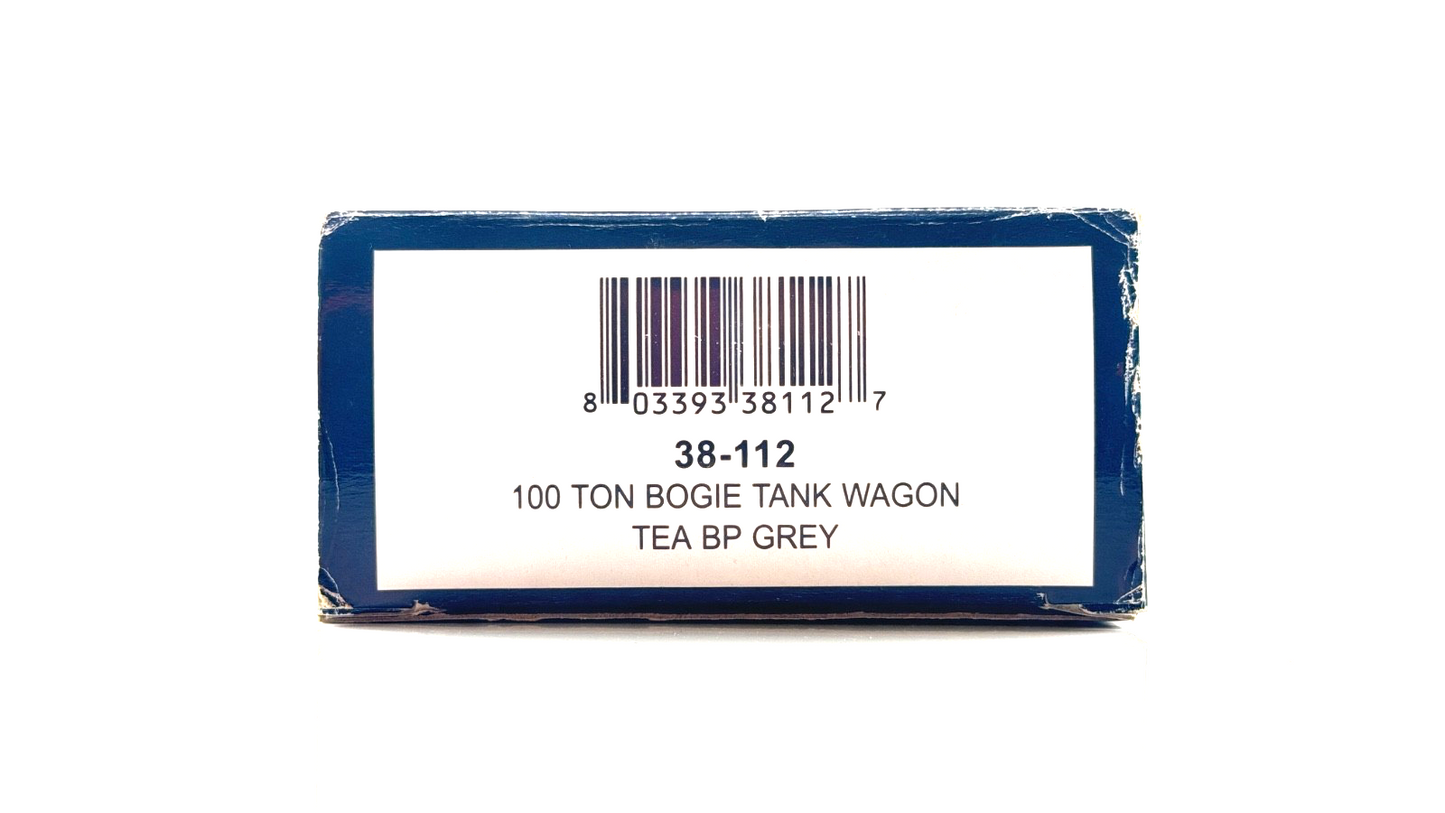 8 03393 38112 7
38-112
100 TON BOGIE TANK WAGON
TEA BP GREY